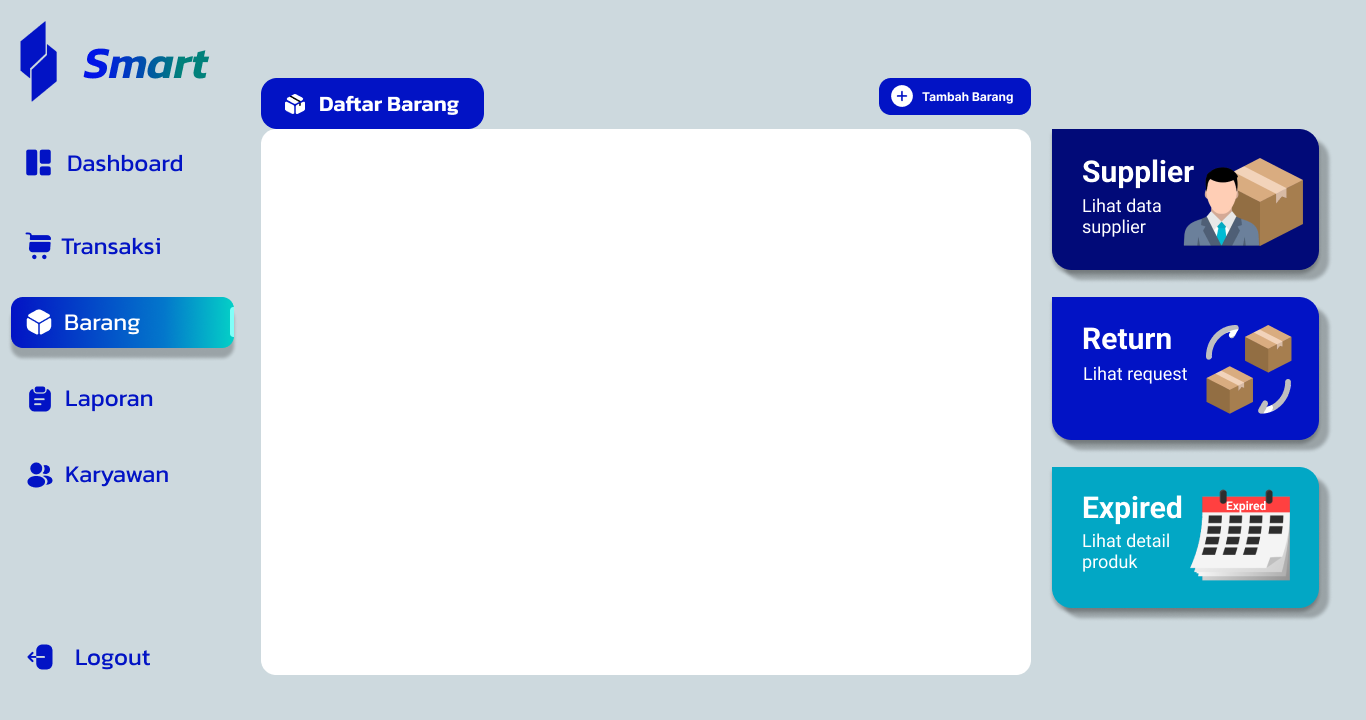 Smart
Dashboard
Transaksi
Barang
Laporan
Karyawan
Logout
Daftar Barang
Tambah Barang
Supplier
Lihat data
supplier
Return
Lihat request
Expired
Lihat detail
produk
Expired